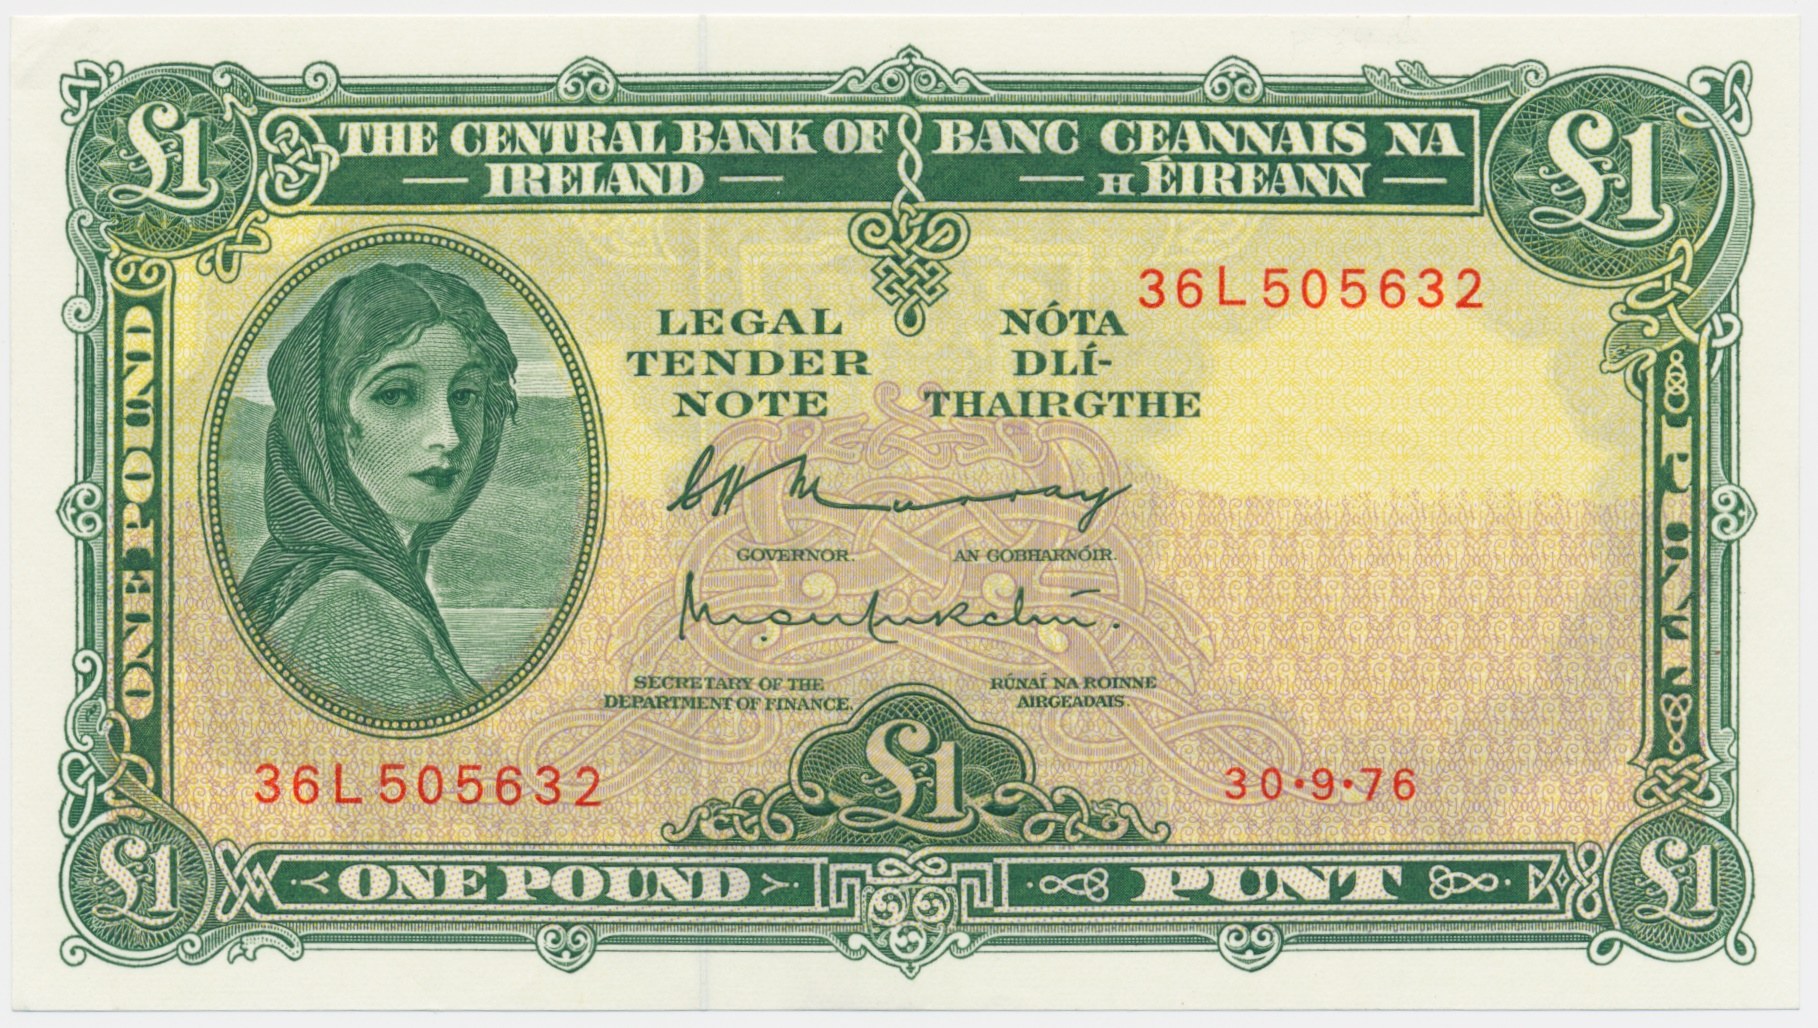 £1
THE CENTRAL BANK OF
— IRELAND —
BANC CEANNAIS NA
— H ÉIREANN —
£1
36L 505632
LEGAL
TENDER
NOTE
NÓTA
DLÍ-
THAIRGTHE
ONE POUND
PUNT
C H Murray
GOVERNOR.
AN GOBHARNÓIR.
SECRETARY OF THE
DEPARTMENT OF FINANCE.
RÚNAÍ NA ROINNE
AIRGEADAIS.
36L 505632
£1
30·9·76
£1
ONE POUND
PUNT
£1